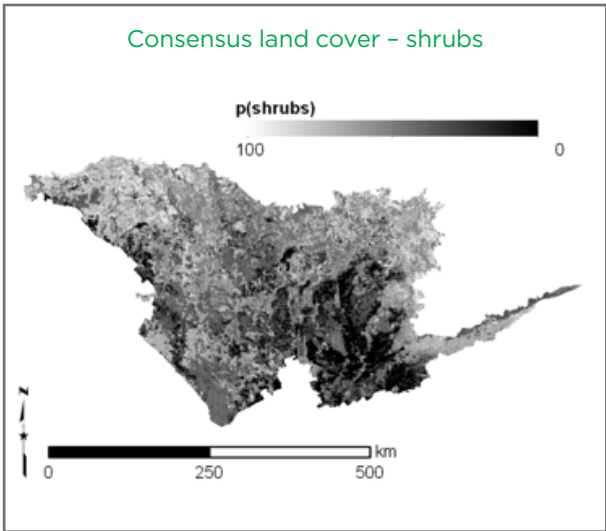 Consensus land cover – shrubs
p(shrubs)
100 0
N
km
0 250 500